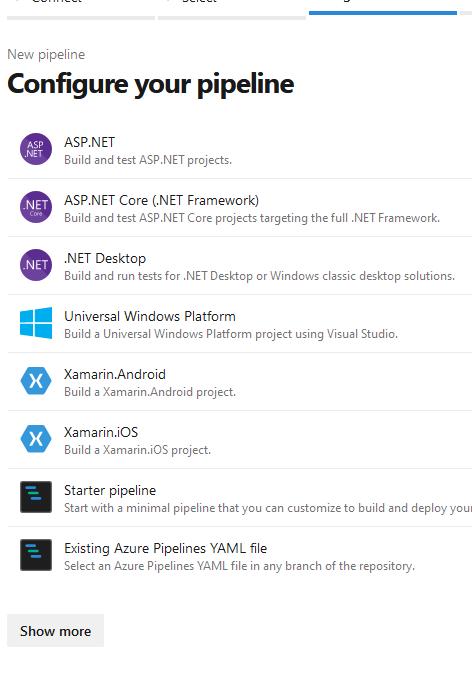 Connect
Select
New pipeline
Configure your pipeline
ASP
.NET
ASP.NET
Build and test ASP.NET projects.
.NET
Core
ASP.NET Core (.NET Framework)
Build and test ASP.NET Core projects targeting the full .NET Framework.
.NET
.NET Desktop
Build and run tests for .NET Desktop or Windows classic desktop solutions.
Universal Windows Platform
Build a Universal Windows Platform project using Visual Studio.
Xamarin.Android
Build a Xamarin.Android project.
Xamarin.iOS
Build a Xamarin.iOS project.
Starter pipeline
Start with a minimal pipeline that you can customize to build and deploy your
Existing Azure Pipelines YAML file
Select an Azure Pipelines YAML file in any branch of the repository.
Show more